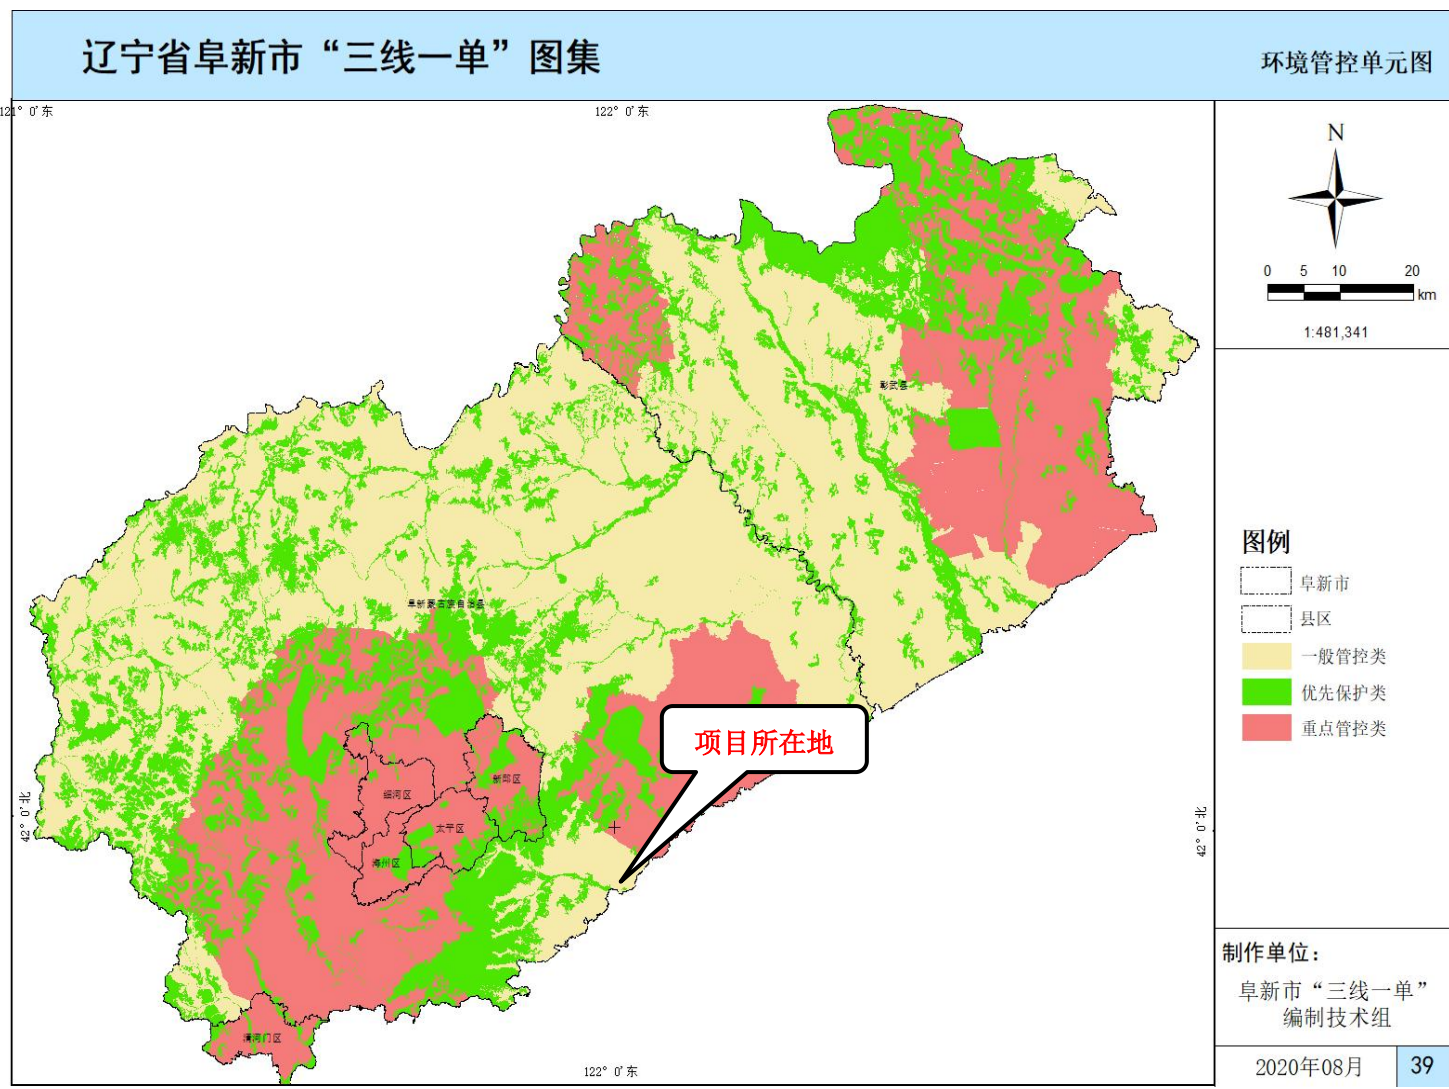 辽宁省阜新市“三线一单”图集
环境管控单元图
121° 0′东
122° 0′东
N
0 5 10 20
km
1:481,341
彰武县
图例
阜新市
县区
一般管控类
优先保护类
重点管控类
阜新蒙古族自治县
项目所在地
新邱区
细河区
太平区
海州区
清河门区
42° 0′北
42° 0′北
122° 0′东
制作单位：
阜新市“三线一单”
编制技术组
2020年08月
39